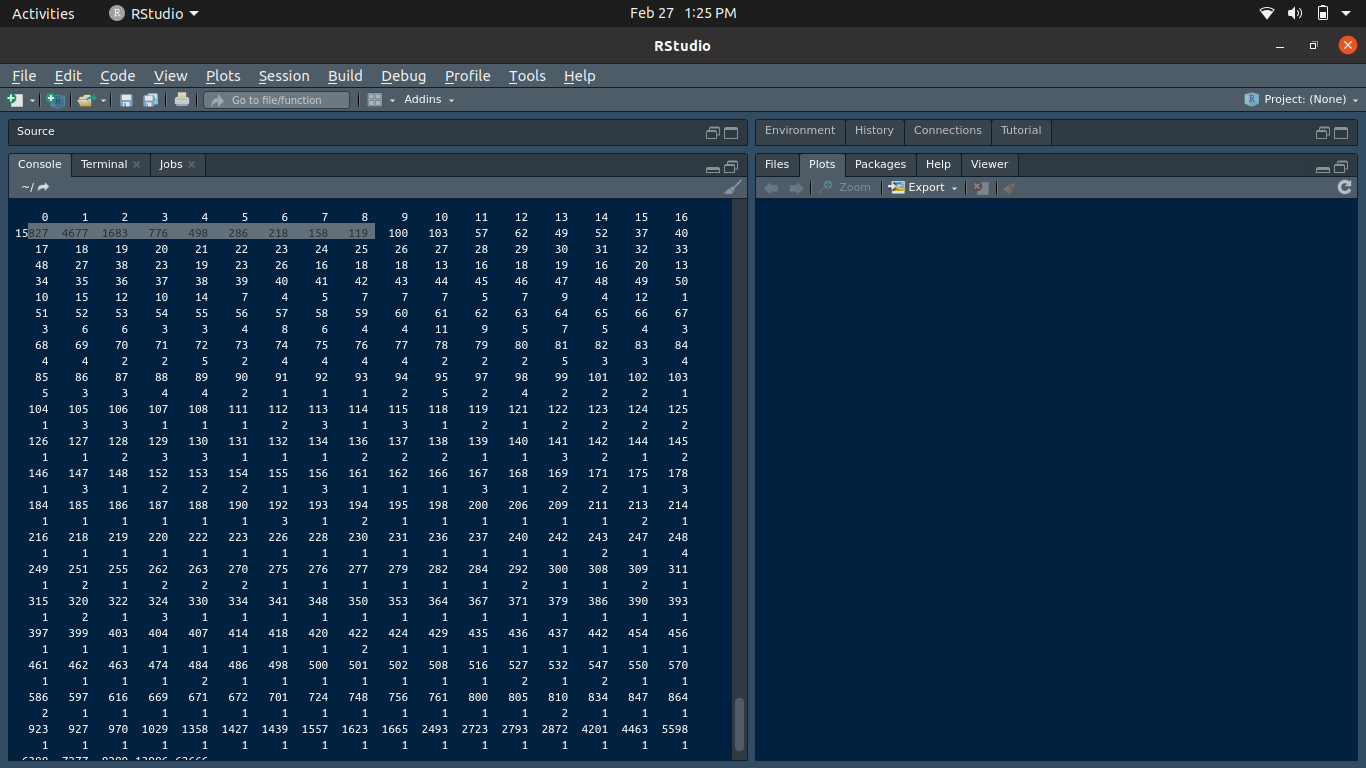 Activities RStudio Feb 27 1:25 PM
RStudio
File Edit Code View Plots Session Build Debug Profile Tools Help
Go to file/function Addins Project: (None)
Source
Environment History Connections Tutorial
Console Terminal Jobs
Files Plots Packages Help Viewer
~/
Zoom Export
0 1 2 3 4 5 6 7 8 9 10 11 12 13 14 15 16
15827 4677 1683 776 498 286 218 158 119 100 103 57 62 49 52 37 40
17 18 19 20 21 22 23 24 25 26 27 28 29 30 31 32 33
48 27 38 23 19 23 26 16 18 18 13 16 18 19 16 20 13
34 35 36 37 38 39 40 41 42 43 44 45 46 47 48 49 50
10 15 12 10 14 7 4 5 7 7 7 5 7 9 4 12 1
51 52 53 54 55 56 57 58 59 60 61 62 63 64 65 66 67
3 6 6 3 3 4 8 6 4 4 11 9 5 7 5 4 3
68 69 70 71 72 73 74 75 76 77 78 79 80 81 82 83 84
4 4 2 2 5 2 4 4 4 4 2 2 2 5 3 3 4
85 86 87 88 89 90 91 92 93 94 95 97 98 99 101 102 103
5 3 3 4 4 2 1 1 1 2 5 2 4 2 2 2 1
104 105 106 107 108 111 112 113 114 115 118 119 121 122 123 124 125
1 3 3 1 1 1 2 3 1 3 1 2 1 2 2 2 2
126 127 128 129 130 131 132 134 136 137 138 139 140 141 142 144 145
1 1 2 3 3 1 1 1 2 2 2 1 1 3 2 1 2
146 147 148 152 153 154 155 156 161 162 166 167 168 169 171 175 178
1 3 1 2 2 2 1 3 1 1 1 3 1 2 2 1 3
184 185 186 187 188 190 192 193 194 195 198 200 206 209 211 213 214
1 1 1 1 1 1 3 1 2 1 1 1 1 1 1 2 1
216 218 219 220 222 223 226 228 230 231 236 237 240 242 243 247 248
1 1 1 1 1 1 1 1 1 1 1 1 1 1 2 1 4
249 251 255 262 263 270 275 276 277 279 282 284 292 300 308 309 311
1 2 1 2 2 2 1 1 1 1 1 1 2 1 1 2 1
315 320 322 324 330 334 341 348 350 353 364 367 371 379 386 390 393
1 2 1 3 1 1 1 1 1 1 1 1 1 1 1 1 1
397 399 403 404 407 414 418 420 422 424 429 435 436 437 442 454 456
1 1 1 1 1 1 1 1 2 1 1 1 1 1 1 1 1
461 462 463 474 484 486 498 500 501 502 508 516 527 532 547 550 570
1 1 1 1 2 1 1 1 1 1 1 1 2 1 2 1 1
586 597 616 669 671 672 701 724 748 756 761 800 805 810 834 847 864
2 1 1 1 1 1 1 1 1 1 1 1 1 2 1 1 1
923 927 970 1029 1358 1427 1439 1557 1623 1665 2493 2723 2793 2872 4201 4463 5598
1 1 1 1 1 1 1 1 1 1 1 1 1 1 1 1 1